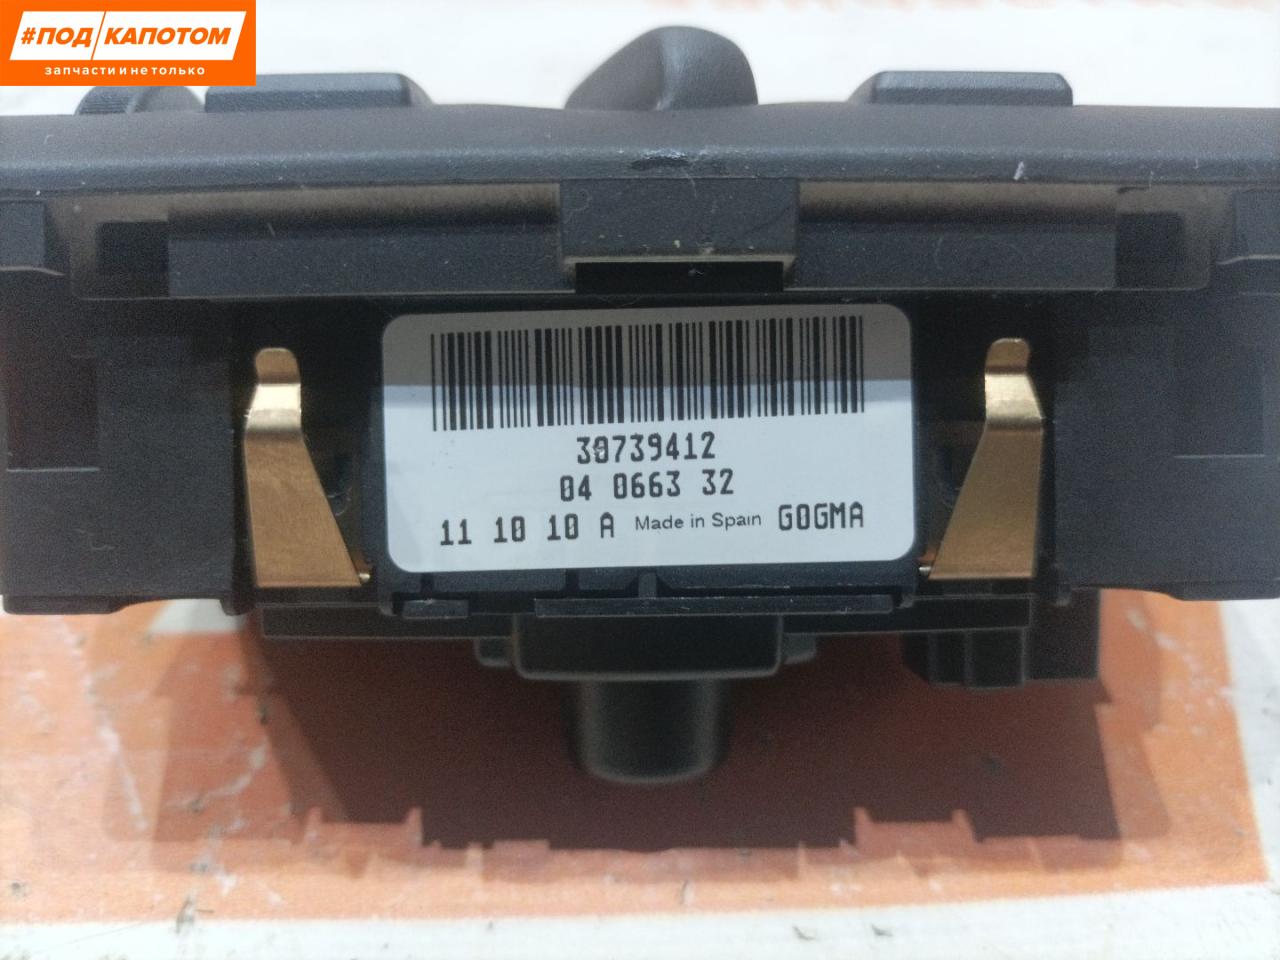 #ПОД/КАПОТОМ
запчасти и не только
30739412
04 0663 32
11 10 10 A Made in Spain GOGMA